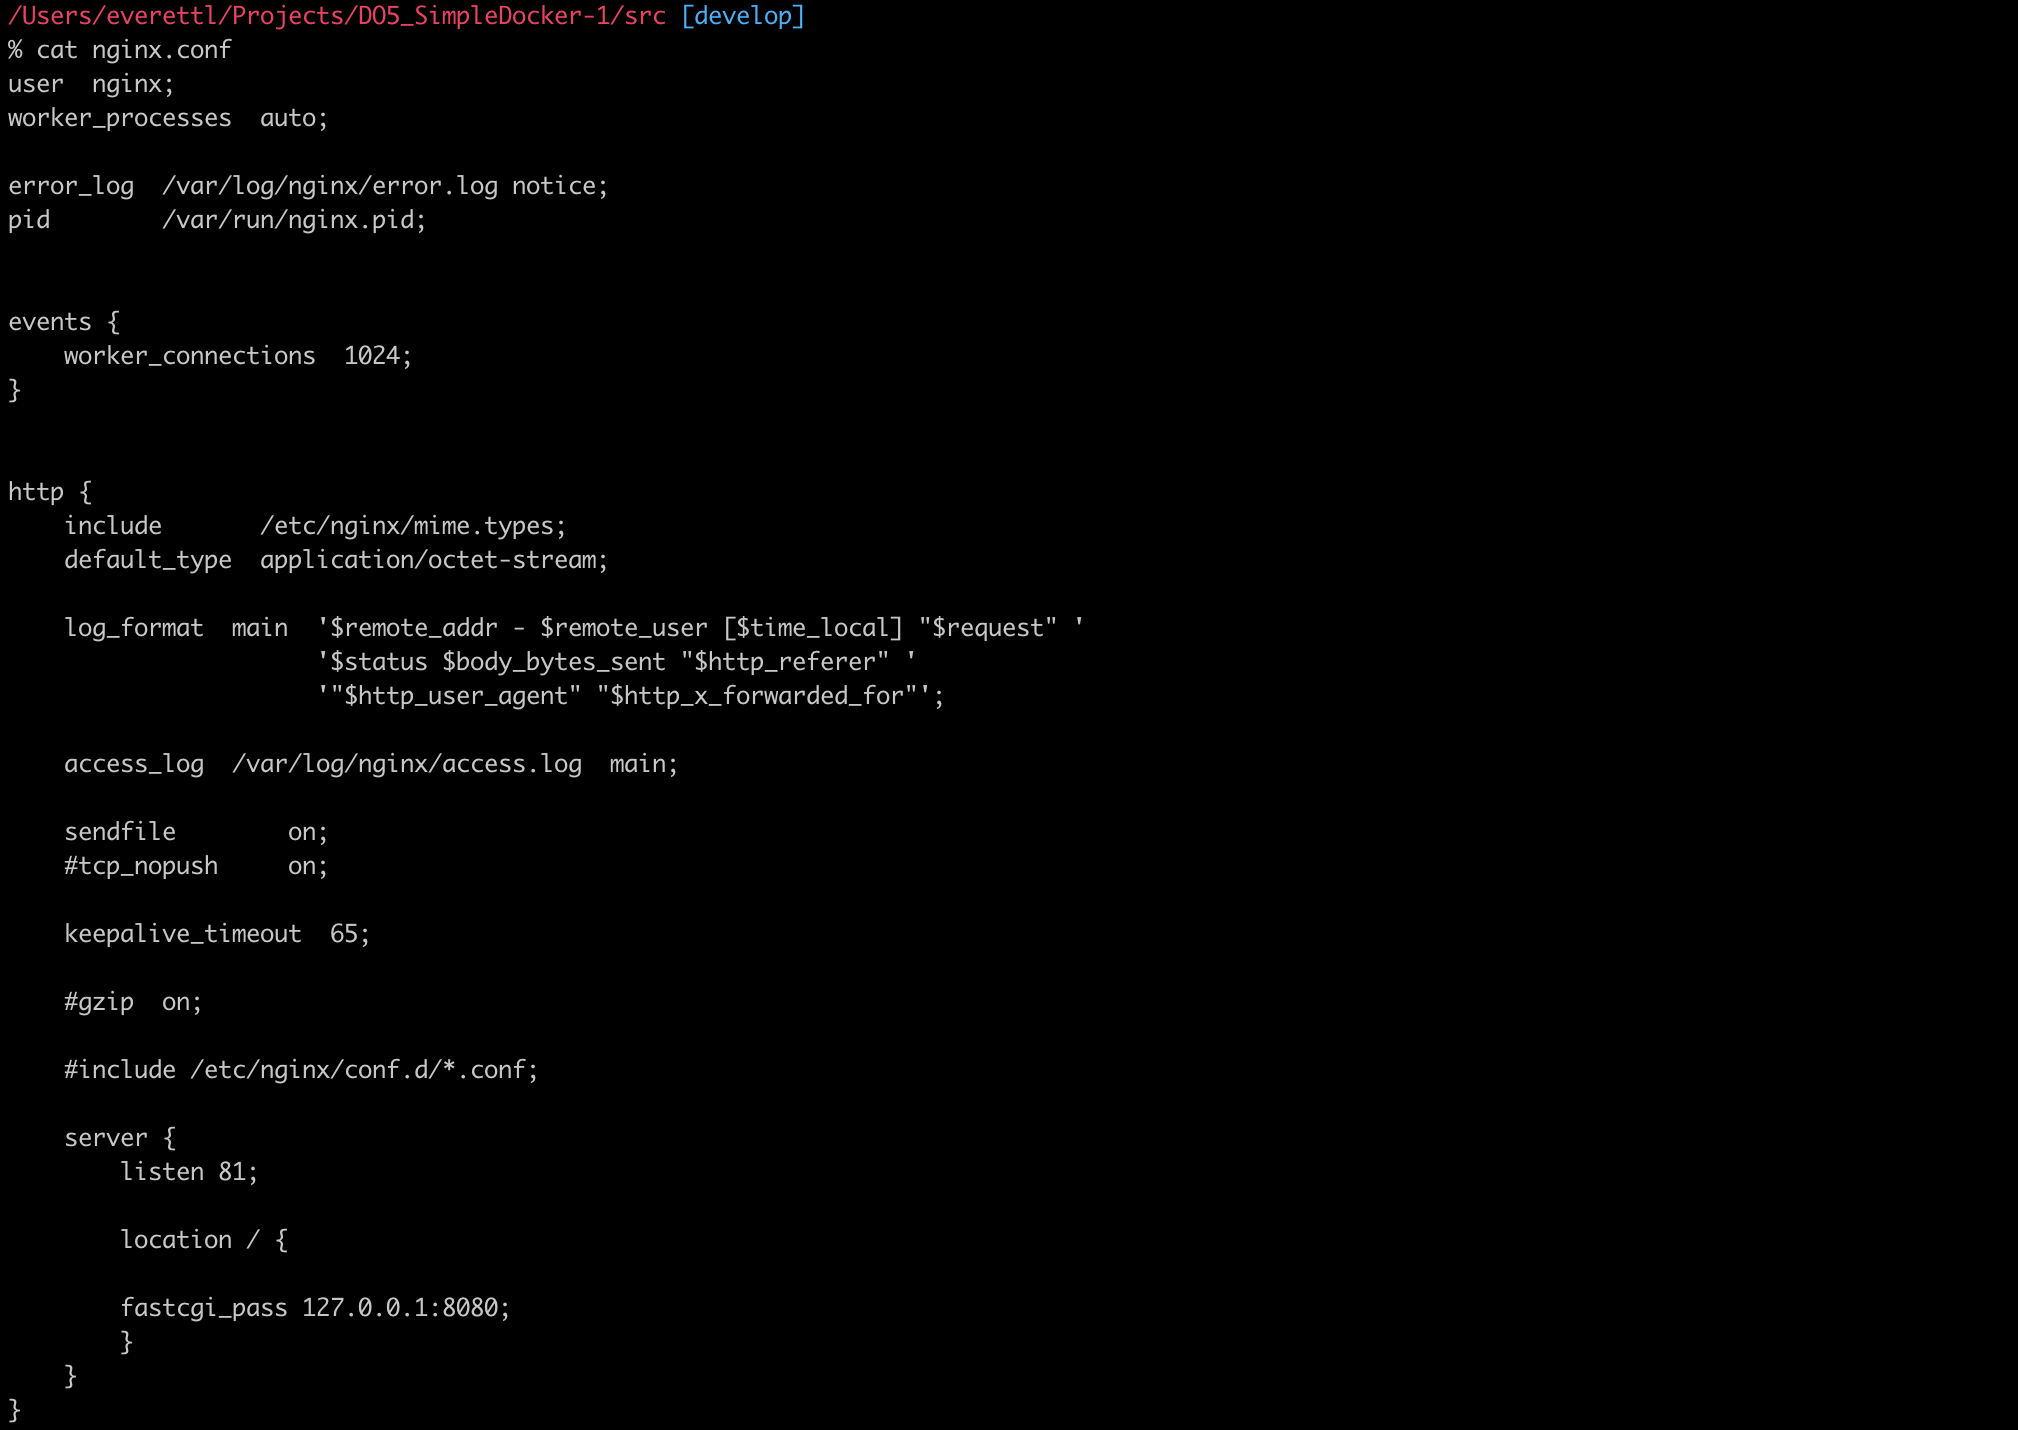 /Users/everettl/Projects/DO5_SimpleDocker-1/src [develop]
% cat nginx.conf
user  nginx;
worker_processes  auto;

error_log  /var/log/nginx/error.log notice;
pid        /var/run/nginx.pid;


events {
    worker_connections  1024;
}


http {
    include       /etc/nginx/mime.types;
    default_type  application/octet-stream;

    log_format  main  '$remote_addr - $remote_user [$time_local] "$request" '
                      '$status $body_bytes_sent "$http_referer" '
                      '"$http_user_agent" "$http_x_forwarded_for"';

    access_log  /var/log/nginx/access.log  main;

    sendfile        on;
    #tcp_nopush     on;

    keepalive_timeout  65;

    #gzip  on;

    #include /etc/nginx/conf.d/*.conf;

    server {
        listen 81;

        location / {

        fastcgi_pass 127.0.0.1:8080;
        }
    }
}